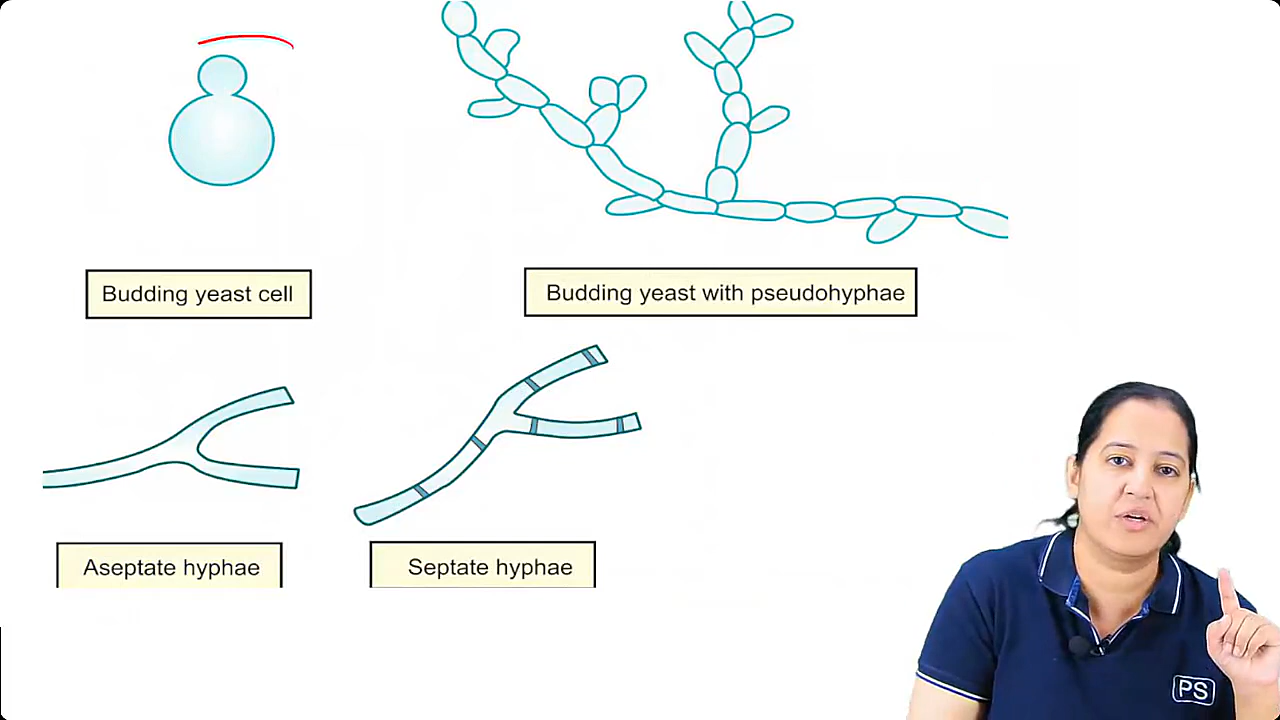 Budding yeast cell
Budding yeast with pseudohyphae
Aseptate hyphae
Septate hyphae
PS